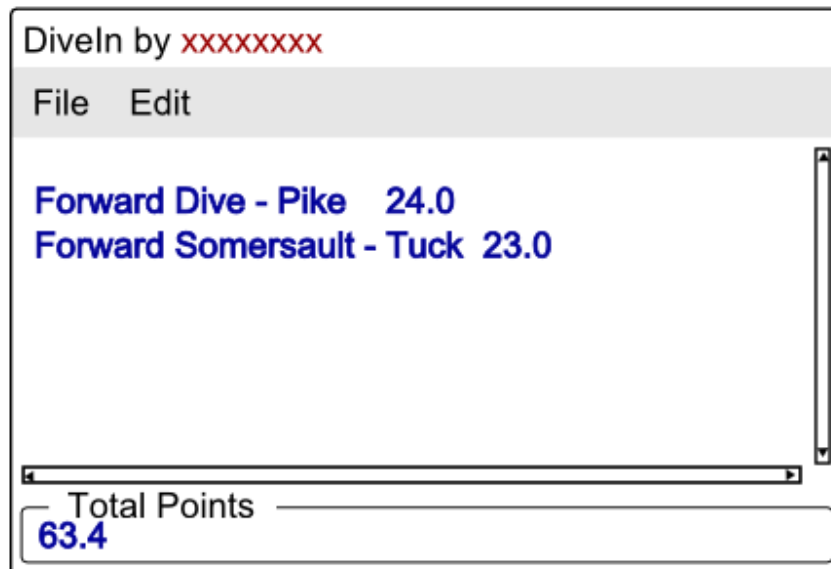 DiveIn by xxxxxxxx
File Edit
Forward Dive - Pike 24.0
Forward Somersault - Tuck 23.0
Total Points
63.4